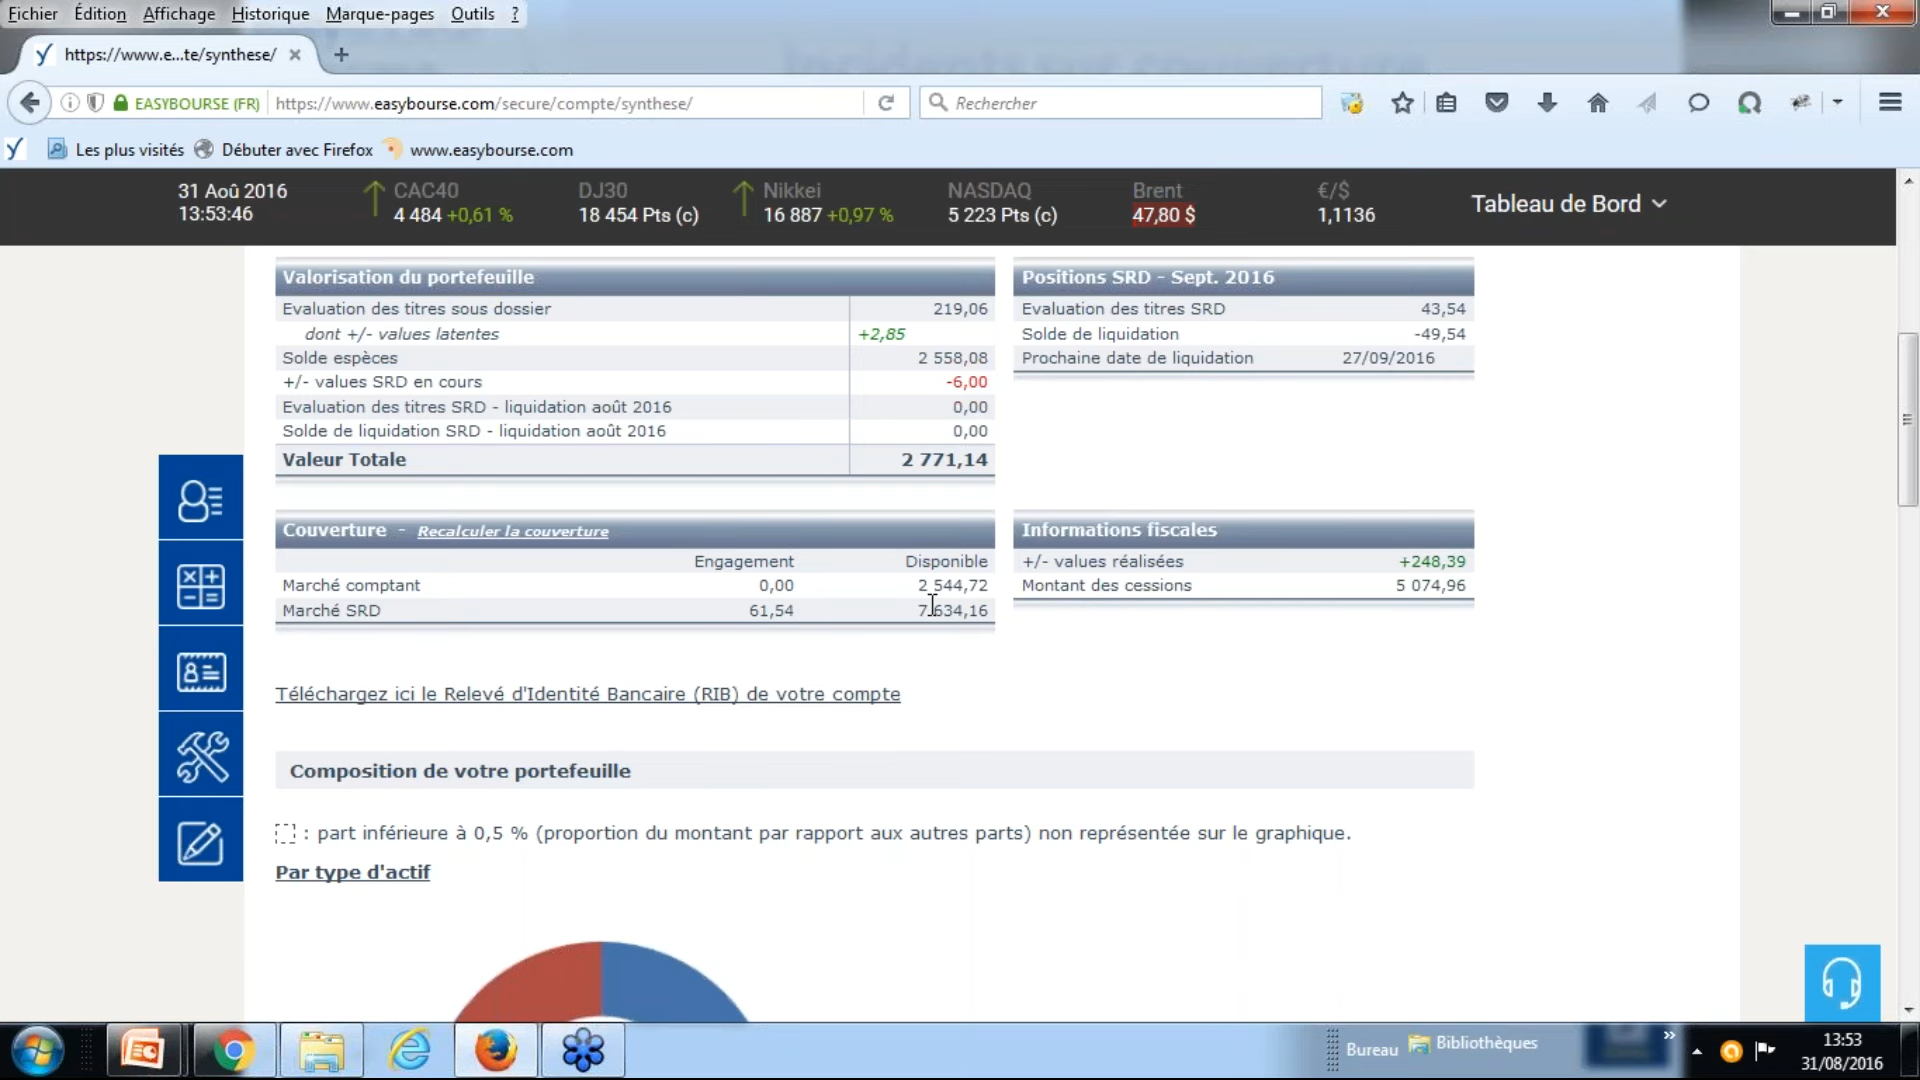 Fichier Édition Affichage Historique Marque-pages Outils ?
https://www.e...te/synthese/
EASYBOURSE (FR) https://www.easybourse.com/secure/compte/synthese/
Rechercher
Les plus visités Débuter avec Firefox www.easybourse.com
31 Aoû 2016 CAC40 DJ30 Nikkei NASDAQ Brent €/$
13:53:46 4 484 +0,61 % 18 454 Pts (c) 16 887 +0,97 % 5 223 Pts (c) 47,80 $ 1,1136
Tableau de Bord
Valorisation du portefeuille
Evaluation des titres sous dossier 219,06
dont +/- values latentes +2,85
Solde espèces 2 558,08
+/- values SRD en cours -6,00
Evaluation des titres SRD - liquidation août 2016 0,00
Solde de liquidation SRD - liquidation août 2016 0,00
Valeur Totale 2 771,14
Positions SRD - Sept. 2016
Evaluation des titres SRD 43,54
Solde de liquidation -49,54
Prochaine date de liquidation 27/09/2016
Couverture - Recalculer la couverture
Engagement Disponible
Marché comptant 0,00 2 544,72
Marché SRD 61,54 7 634,16
Informations fiscales
+/- values réalisées +248,39
Montant des cessions 5 074,96
Téléchargez ici le Relevé d'Identité Bancaire (RIB) de votre compte
Composition de votre portefeuille
: part inférieure à 0,5 % (proportion du montant par rapport aux autres parts) non représentée sur le graphique.
Par type d'actif
Bureau Bibliothèques
13:53
31/08/2016